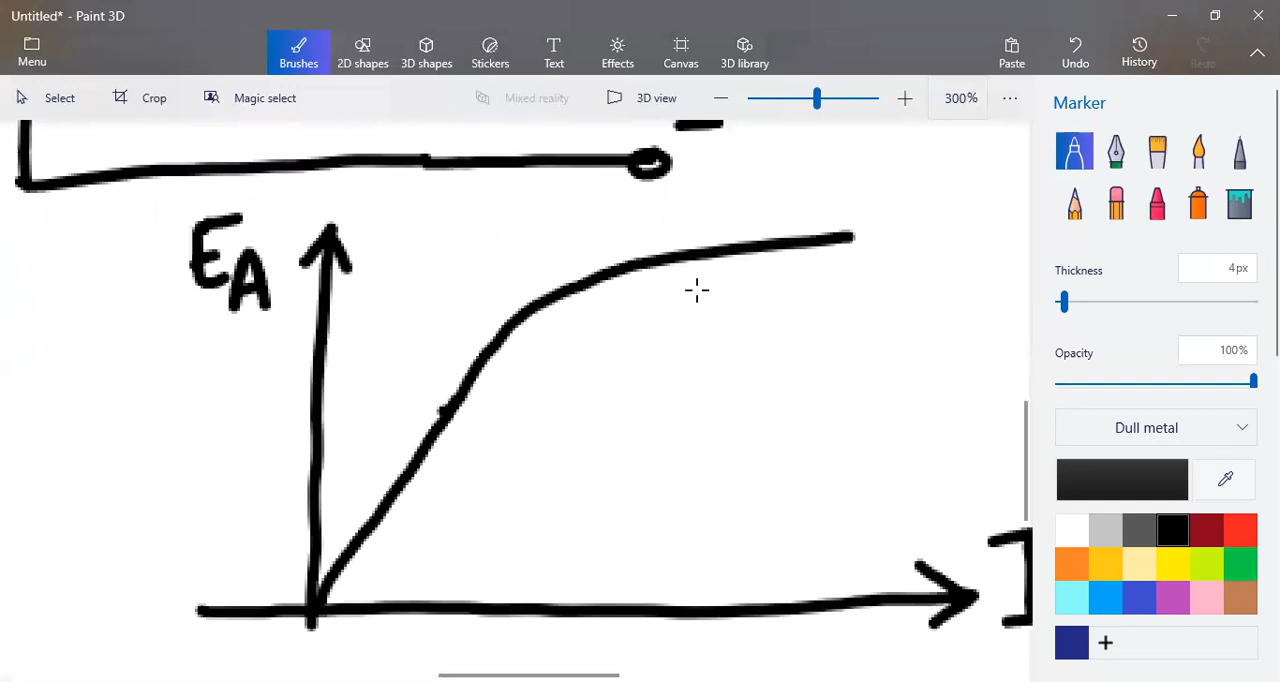 Untitled* - Paint 3D
Menu
Brushes 2D shapes 3D shapes Stickers Text Effects Canvas 3D library Paste Undo History Redo
Select Crop Magic select Mixed reality 3D view 300%
Marker
Thickness 4px
Opacity 100%
Dull metal
EA